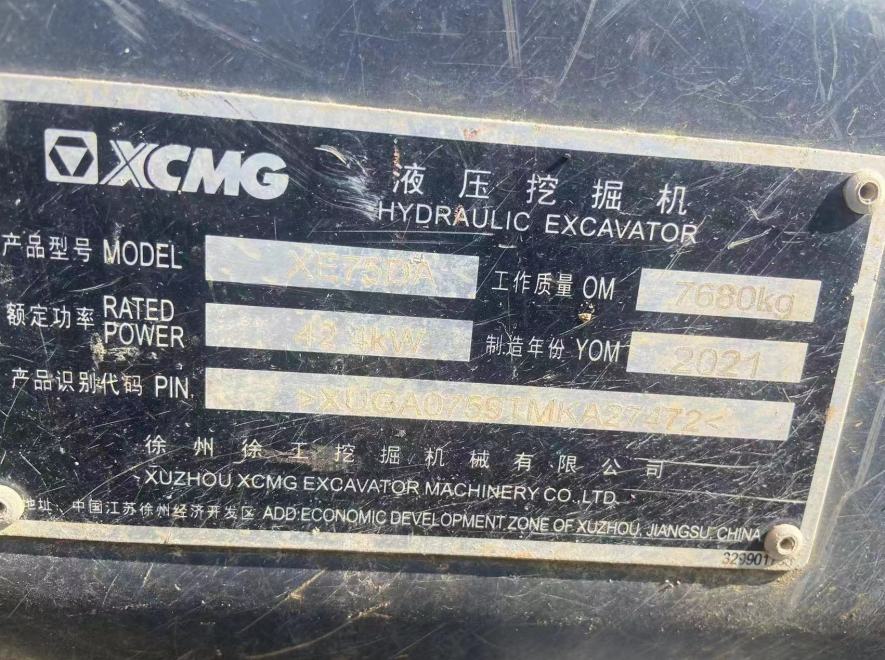 XCMG
液压挖掘机
HYDRAULIC EXCAVATOR
产品型号 MODEL XE75DA 工作质量 OM 7680kg
额定功率 RATED POWER 制造年份 YOM 2021
产品识别代码 PIN
徐州徐工挖掘机械有限公司
XUZHOU XCMG EXCAVATOR MACHINERY CO.,LTD.
地址: 中国江苏徐州经济开发区 ADD:ECONOMIC DEVELOPMENT ZONE OF XUZHOU, JIANGSU, CHINA